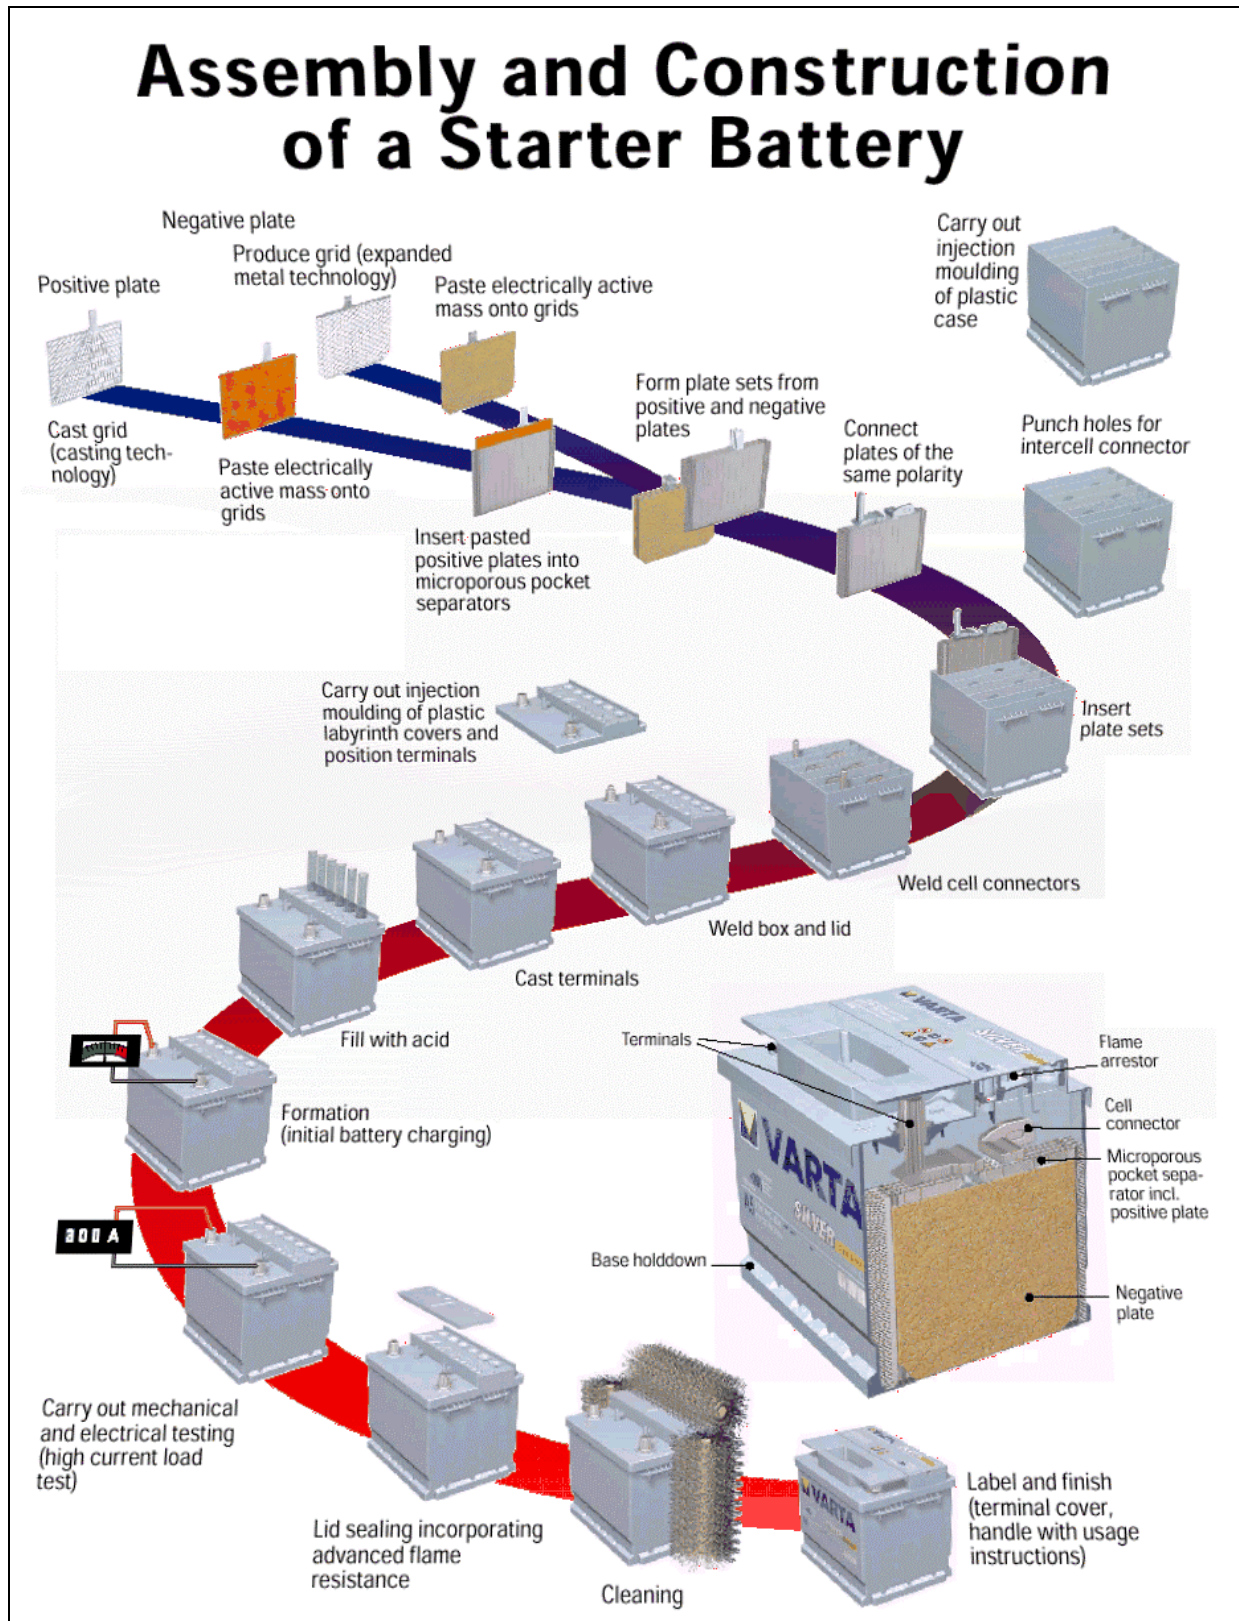 Assembly and Construction
of a Starter Battery
Negative plate
Produce grid (expanded
metal technology)
Positive plate
Paste electrically active
mass onto grids
Carry out
injection
moulding
of plastic
case
Cast grid
(casting tech-
nology)
Paste electrically
active mass onto
grids
Form plate sets from
positive and negative
plates
Connect
plates of the
same polarity
Punch holes for
intercell connector
Insert pasted
positive plates into
microporous pocket
separators
Carry out injection
moulding of plastic
labyrinth covers and
position terminals
Insert
plate sets
Weld cell connectors
Weld box and lid
Cast terminals
Fill with acid
Formation
(initial battery charging)
300 A
Carry out mechanical
and electrical testing
(high current load
test)
Lid sealing incorporating
advanced flame
resistance
Cleaning
Label and finish
(terminal cover,
handle with usage
instructions)
VARTA
Terminals
Flame
arrestor
Cell
connector
Microporous
pocket sepa-
rator incl.
positive plate
Base holddown
Negative
plate
VARTA
SILVER
VARTA
SILVER